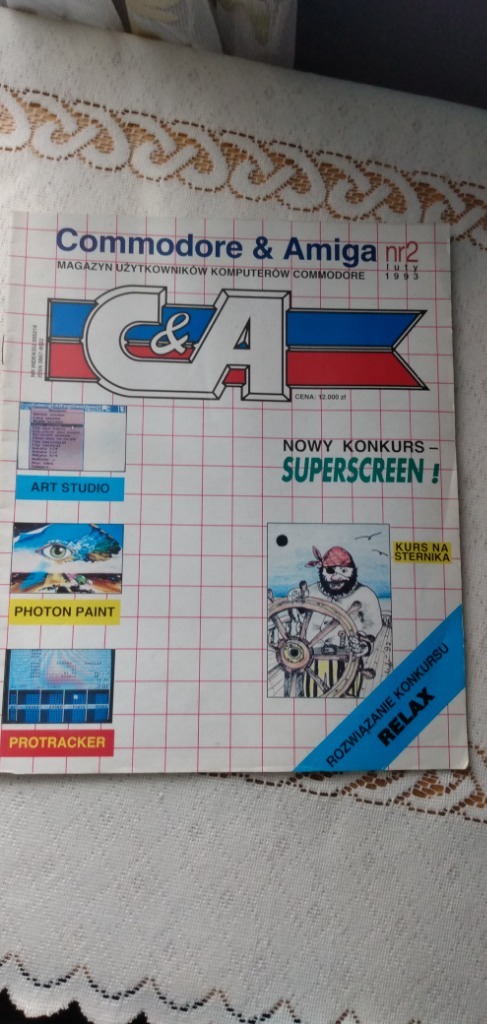 Commodore & Amiga nr2
luty
1993
MAGAZYN UŻYTKOWNIKÓW KOMPUTERÓW COMMODORE
C&A
CENA: 12.000 zł
NOWY KONKURS –
SUPERSCREEN !
ART STUDIO
KURS NA
STERNIKA
PHOTON PAINT
ROZWIĄZANIE KONKURSU
RELAX
PROTRACKER